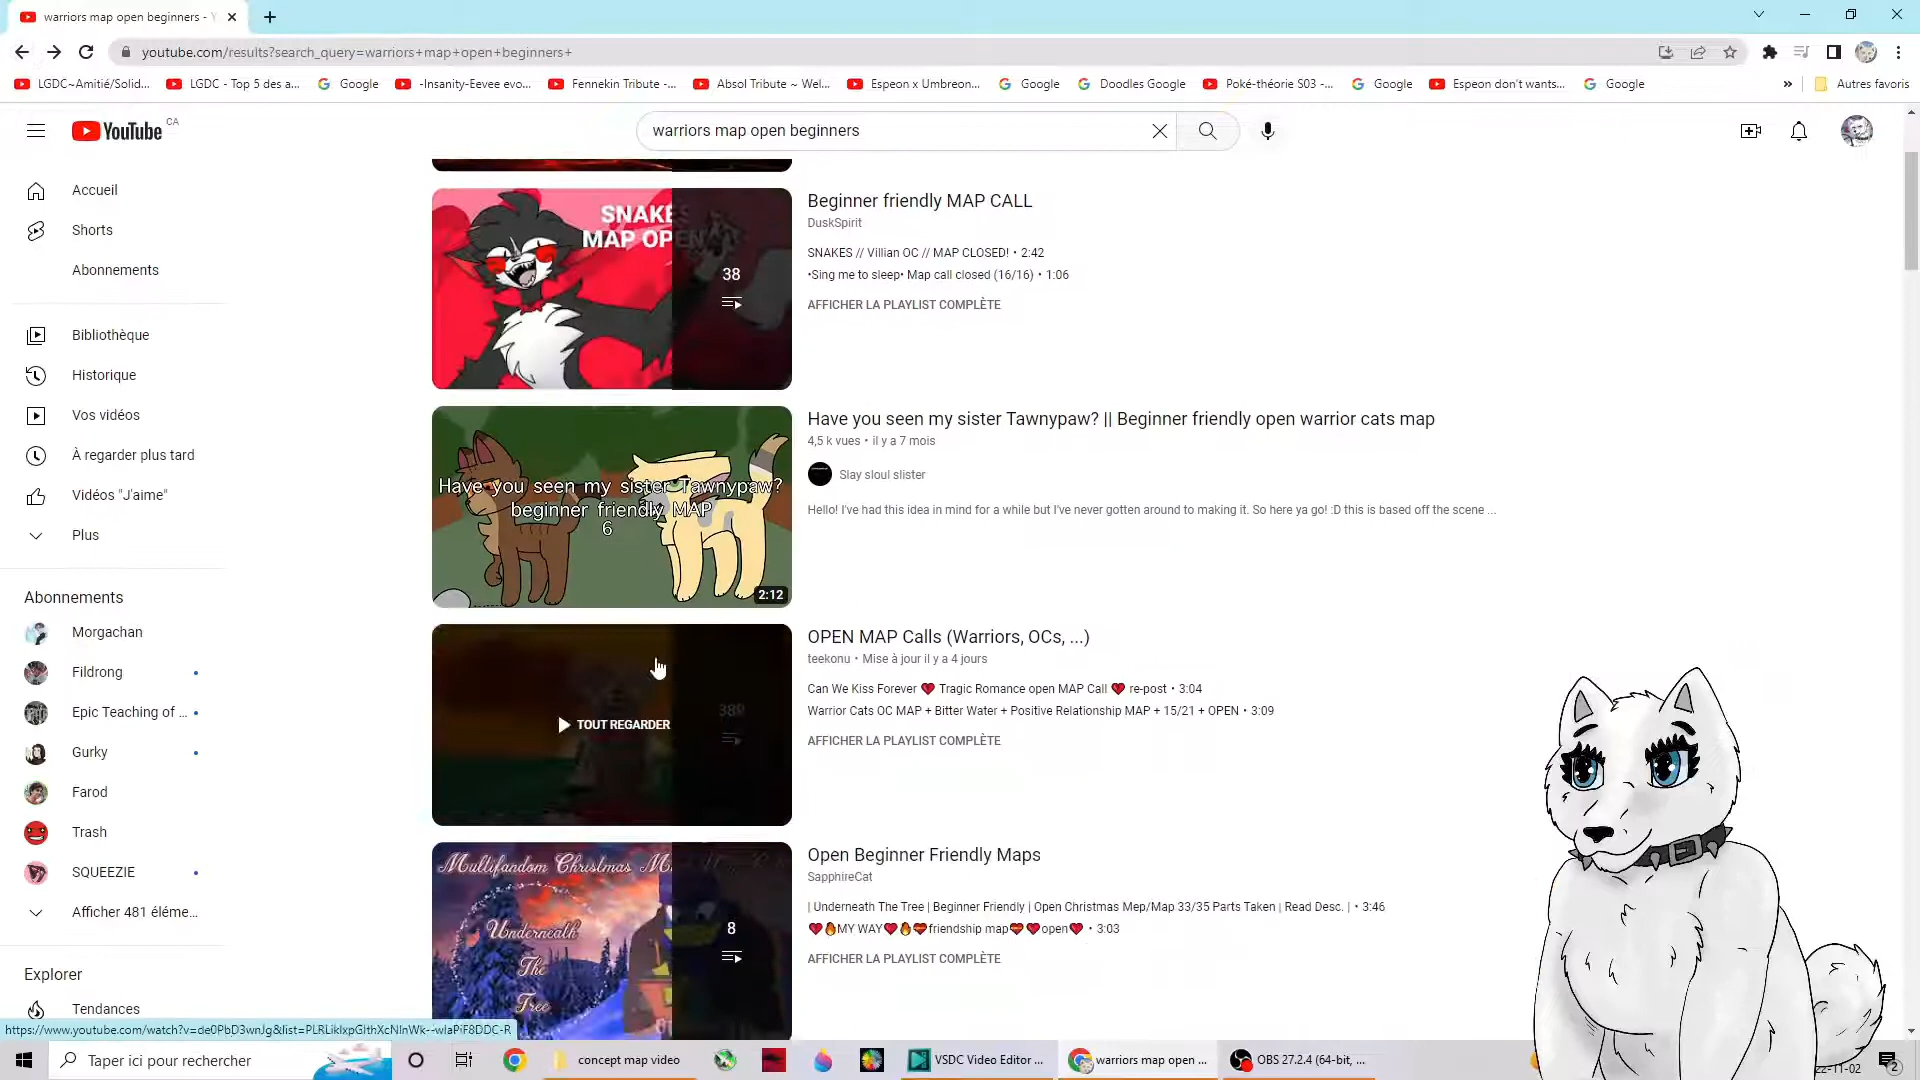 warriors map open beginners - Y
youtube.com/results?search_query=warriors+map+open+beginners+
LGDC~Amitié/Solid...
LGDC - Top 5 des a...
Google
-Insanity-Eevee evo...
Fennekin Tribute -...
Absol Tribute ~ Wel...
Espeon x Umbreon...
Google
Doodles Google
Poké-théorie S03 -...
Google
Espeon don't wants...
Google
»
Autres favoris
YouTube CA
warriors map open beginners
Accueil
Shorts
Abonnements
Bibliothèque
Historique
Vos vidéos
À regarder plus tard
Vidéos "J'aime"
Plus
Abonnements
Morgachan
Fildrong
Epic Teaching of ...
Gurky
Farod
Trash
SQUEEZIE
Afficher 481 éléme...
Explorer
Tendances
SNAKES
MAP OPEN
38
Beginner friendly MAP CALL
DuskSpirit
SNAKES // Villian OC // MAP CLOSED! • 2:42
•Sing me to sleep• Map call closed (16/16) • 1:06
AFFICHER LA PLAYLIST COMPLÈTE
Have you seen my sister Tawnypaw?
beginner friendly MAP
6
2:12
Have you seen my sister Tawnypaw? || Beginner friendly open warrior cats map
4,5 k vues • il y a 7 mois
Slay sloul slister
Hello! I've had this idea in mind for a while but I've never gotten around to making it. So here ya go! :D this is based off the scene ...
TOUT REGARDER
OPEN MAP Calls (Warriors, OCs, ...)
teekonu • Mise à jour il y a 4 jours
Can We Kiss Forever 💔 Tragic Romance open MAP Call 💔 re-post • 3:04
Warrior Cats OC MAP + Bitter Water + Positive Relationship MAP + 15/21 + OPEN • 3:09
AFFICHER LA PLAYLIST COMPLÈTE
Multifandom Christmas M
Underneath
The
Tree
8
Open Beginner Friendly Maps
SapphireCat
| Underneath The Tree | Beginner Friendly | Open Christmas Mep/Map 33/35 Parts Taken | Read Desc. | • 3:46
❤️🔥MY WAY❤️🔥❤️friendship map❤️❤️open❤️ • 3:03
AFFICHER LA PLAYLIST COMPLÈTE
Taper ici pour rechercher
concept map video
VSDC Video Editor ...
warriors map open ...
OBS 27.2.4 (64-bit, ...
22-11-02
2